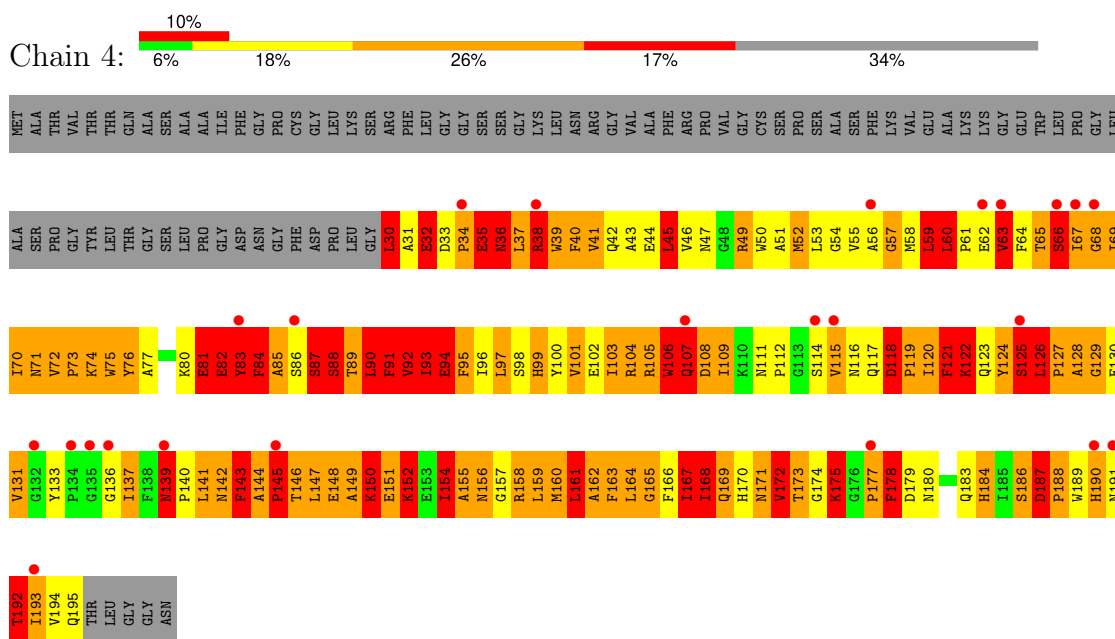 10%
Chain 4:
6% 18% 26% 17% 34%
MET ALA THR VAL THR THR GLN ALA SER ALA ALA ILE PHE GLY PRO CYS GLY LEU LYS SER ARG PHE LEU GLY GLY SER SER GLY LYS LEU ASN ARG GLY VAL ALA PHE ARG PRO VAL GLY CYS SER PRO SER ALA SER PHE LYS VAL GLU ALA LYS LYS GLY GLU TRP LEU PRO GLY LEU
ALA SER PRO GLY TYR LEU THR GLY SER LEU PRO GLY ASP ASN GLY PHE ASP PRO LEU GLY L30 A31 E32 D33 P34 E35 N36 L37 R38 W39 F40 V41 Q42 A43 E44 L45 V46 N47 G48 R49 W50 A51 M52 L53 G54 V55 A56 G57 M58 L59 L60 P61 E62 V63 F64 T65 S66 I67 G68 I69
I70 N71 V72 P73 K74 W75 Y76 A77 K80 E81 E82 Y83 F84 A85 S86 S87 S88 T89 L90 F91 V92 I93 E94 F95 I96 L97 S98 H99 Y100 V101 E102 I103 R104 R105 W106 Q107 D108 I109 K110 N111 P112 G113 S114 V115 N116 Q117 D118 P119 I120 F121 K122 Q123 Y124 S125 L126 P127 A128 G129 E130
V131 G132 Y133 P134 G135 G136 I137 F138 N139 P140 L141 N142 F143 A144 P145 T146 L147 E148 A149 K150 E151 K152 E153 I154 A155 N156 G157 R158 L159 M160 L161 A162 F163 L164 G165 F166 I167 I168 Q169 H170 N171 V172 T173 G174 K175 G176 P177 F178 D179 N180 Q183 H184 I185 S186 D187 P188 W189 H190 N191
T192 I193 V194 Q195 THR LEU GLY GLY ASN